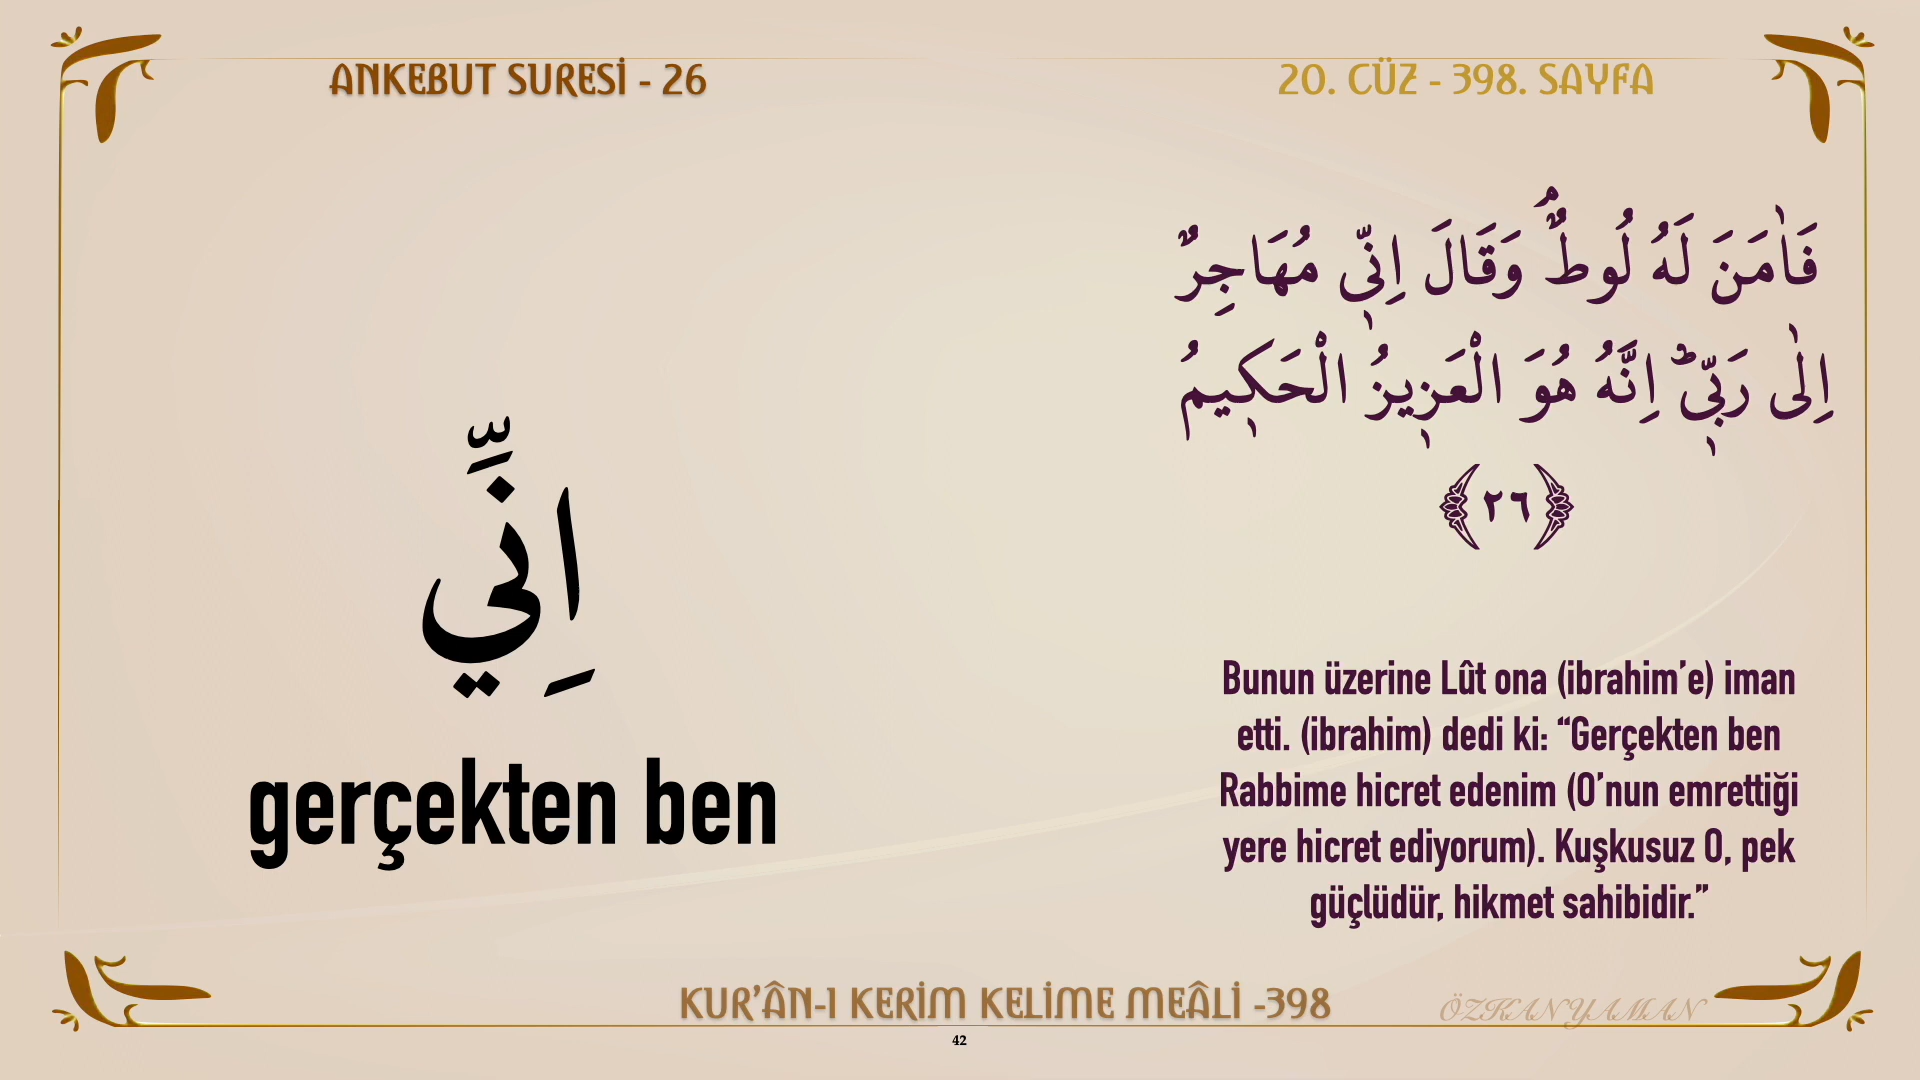 ANKEBUT SURESİ - 26
20. CÜZ - 398. SAYFA
فَاٰمَنَ لَهُ لُوطٌۢ وَقَالَ اِنّٖي مُهَاجِرٌ
اِلٰى رَبّٖيؕ اِنَّهُ هُوَ الْعَزٖيزُ الْحَكٖيمُ
﴿٢٦﴾
اِنِّي
gerçekten ben
Bunun üzerine Lût ona (ibrahim’e) iman
etti. (ibrahim) dedi ki: “Gerçekten ben
Rabbime hicret edenim (O’nun emrettiği
yere hicret ediyorum). Kuşkusuz O, pek
güçlüdür, hikmet sahibidir.”
KUR’ÂN-I KERİM KELİME MEÂLİ -398
ÖZKAN YAMAN
42